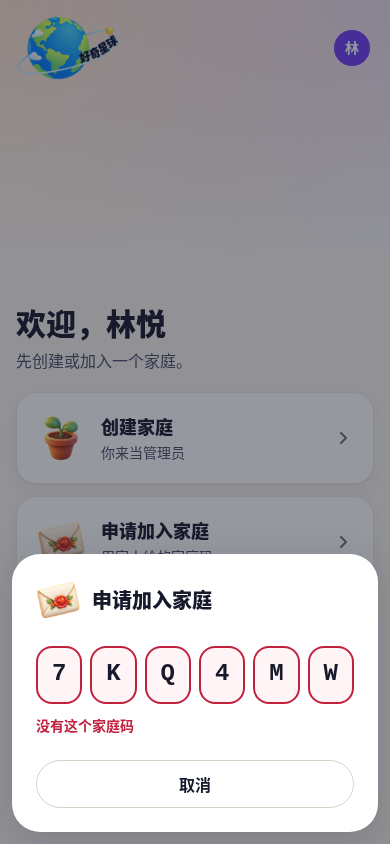 好奇星球
林
欢迎，林悦
先创建或加入一个家庭。
创建家庭
你来当管理员
申请加入家庭
申请加入家庭
7 K Q 4 M W
没有这个家庭码
取消